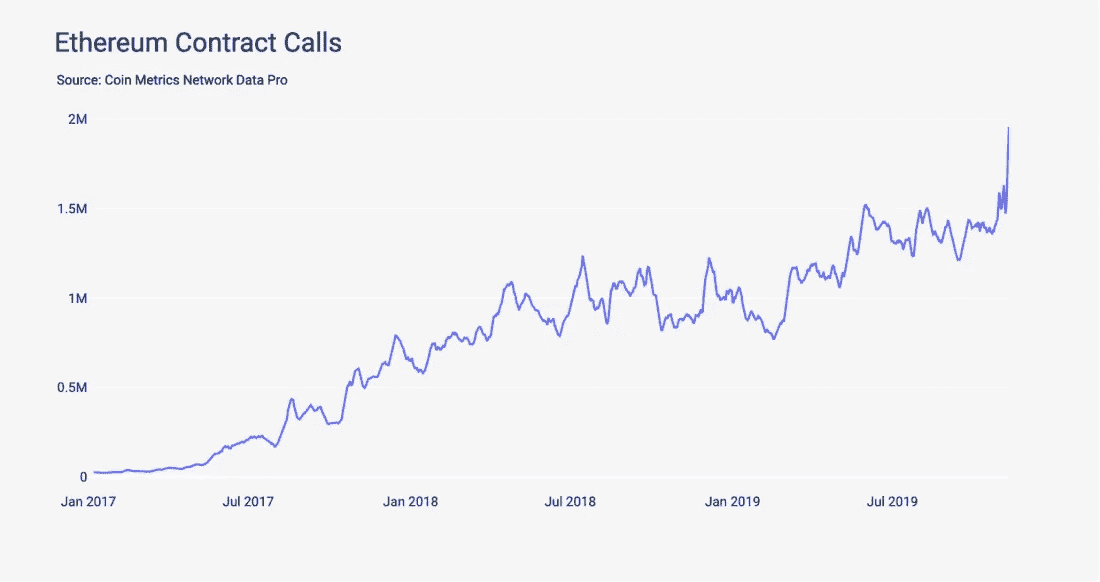 Ethereum Contract Calls
Source: Coin Metrics Network Data Pro
2M
1.5M
1M
0.5M
0
Jan 2017 Jul 2017 Jan 2018 Jul 2018 Jan 2019 Jul 2019